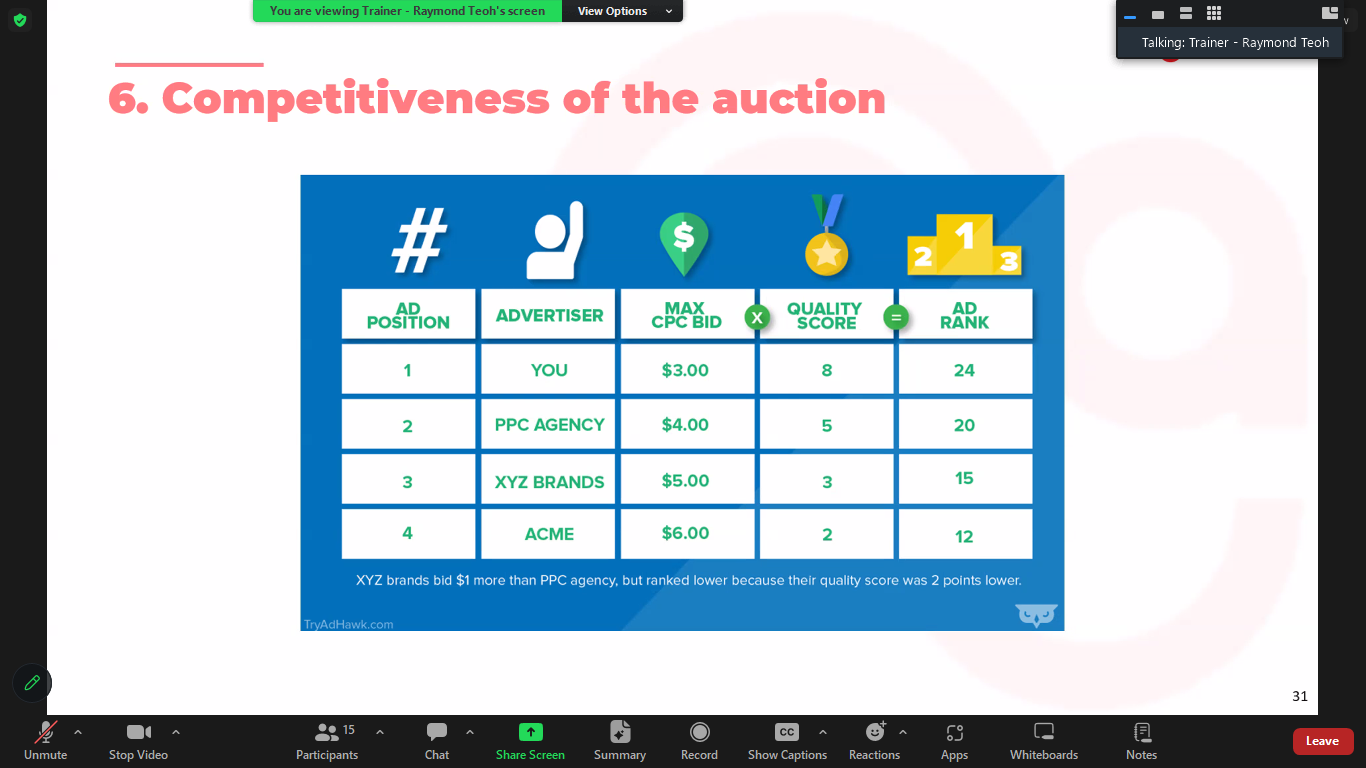 You are viewing Trainer - Raymond Teoh's screen
View Options
Talking: Trainer - Raymond Teoh
6. Competitiveness of the auction
#
$
2 1 3
AD POSITION ADVERTISER MAX CPC BID x QUALITY SCORE = AD RANK
1 YOU $3.00 8 24
2 PPC AGENCY $4.00 5 20
3 XYZ BRANDS $5.00 3 15
4 ACME $6.00 2 12
XYZ brands bid $1 more than PPC agency, but ranked lower because their quality score was 2 points lower.
TryAdHawk.com
31
15
CC
Unmute Stop Video Participants Chat Share Screen Summary Record Show Captions Reactions Apps Whiteboards Notes Leave